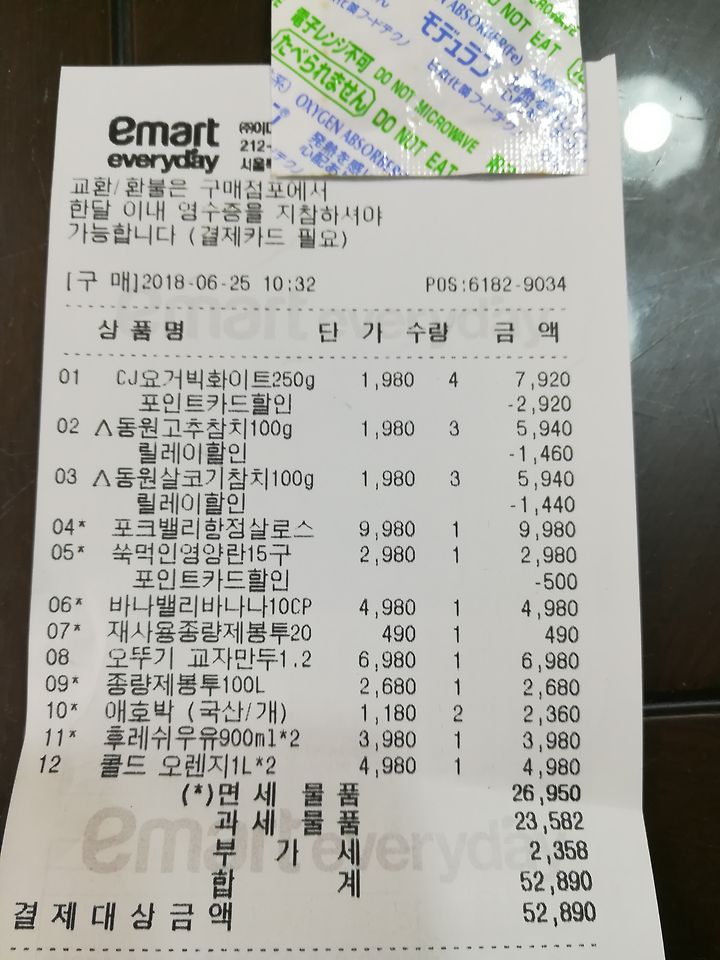 ABSORBER(Fe)
DO NOT EAT
モデュラン
電子レンジ不可 DO NOT MICROWAVE
たべられません DO NOT EAT
OXYGEN ABSORBER
emart
everyday
(주)이
212-
서울
교환/환불은 구매점포에서
한달 이내 영수증을 지참하셔야
가능합니다 (결제카드 필요)
[구 매]2018-06-25 10:32 POS:6182-9034
상 품 명 단 가 수량 금 액
01 CJ요거빅화이트250g 1,980 4 7,920
포인트카드할인 -2,920
02 Λ동원고추참치100g 1,980 3 5,940
릴레이할인 -1,460
03 Λ동원살코기참치100g 1,980 3 5,940
릴레이할인 -1,440
04* 포크밸리항정살로스 9,980 1 9,980
05* 쑥먹인영양란15구 2,980 1 2,980
포인트카드할인 -500
06* 바나밸리바나나10CP 4,980 1 4,980
07* 재사용종량제봉투20 490 1 490
08 오뚜기 교자만두1.2 6,980 1 6,980
09* 종량제봉투100L 2,680 1 2,680
10* 애호박 (국산/개) 1,180 2 2,360
11* 후레쉬우유900ml*2 3,980 1 3,980
12 콜드 오렌지1L*2 4,980 1 4,980
(*)면 세 물 품 26,950
과 세 물 품 23,582
부 가 세 2,358
합 계 52,890
결 제 대 상 금 액 52,890